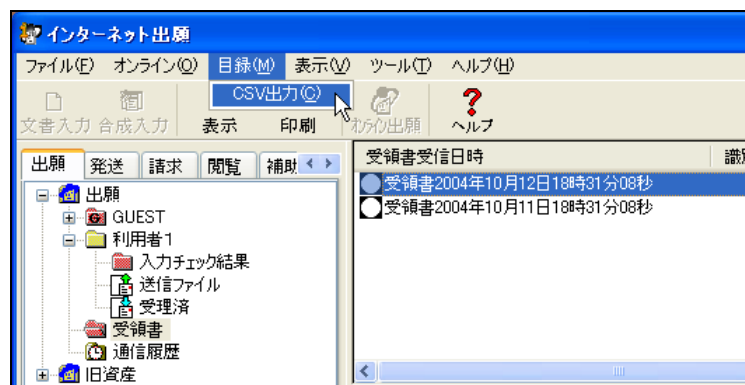 インターネット出願
ファイル(F) オンライン(O) 目録(M) 表示(V) ツール(T) ヘルプ(H)
CSV出力(C)
文書入力 合成入力 表示 印刷 オンライン出願 ヘルプ
出願 発送 請求 閲覧 補助
受領書受信日時 識別
受領書2004年10月12日18時31分08秒
受領書2004年10月11日18時31分08秒
出願
GUEST
利用者1
入力チェック結果
送信ファイル
受理済
受領書
通信履歴
旧資産